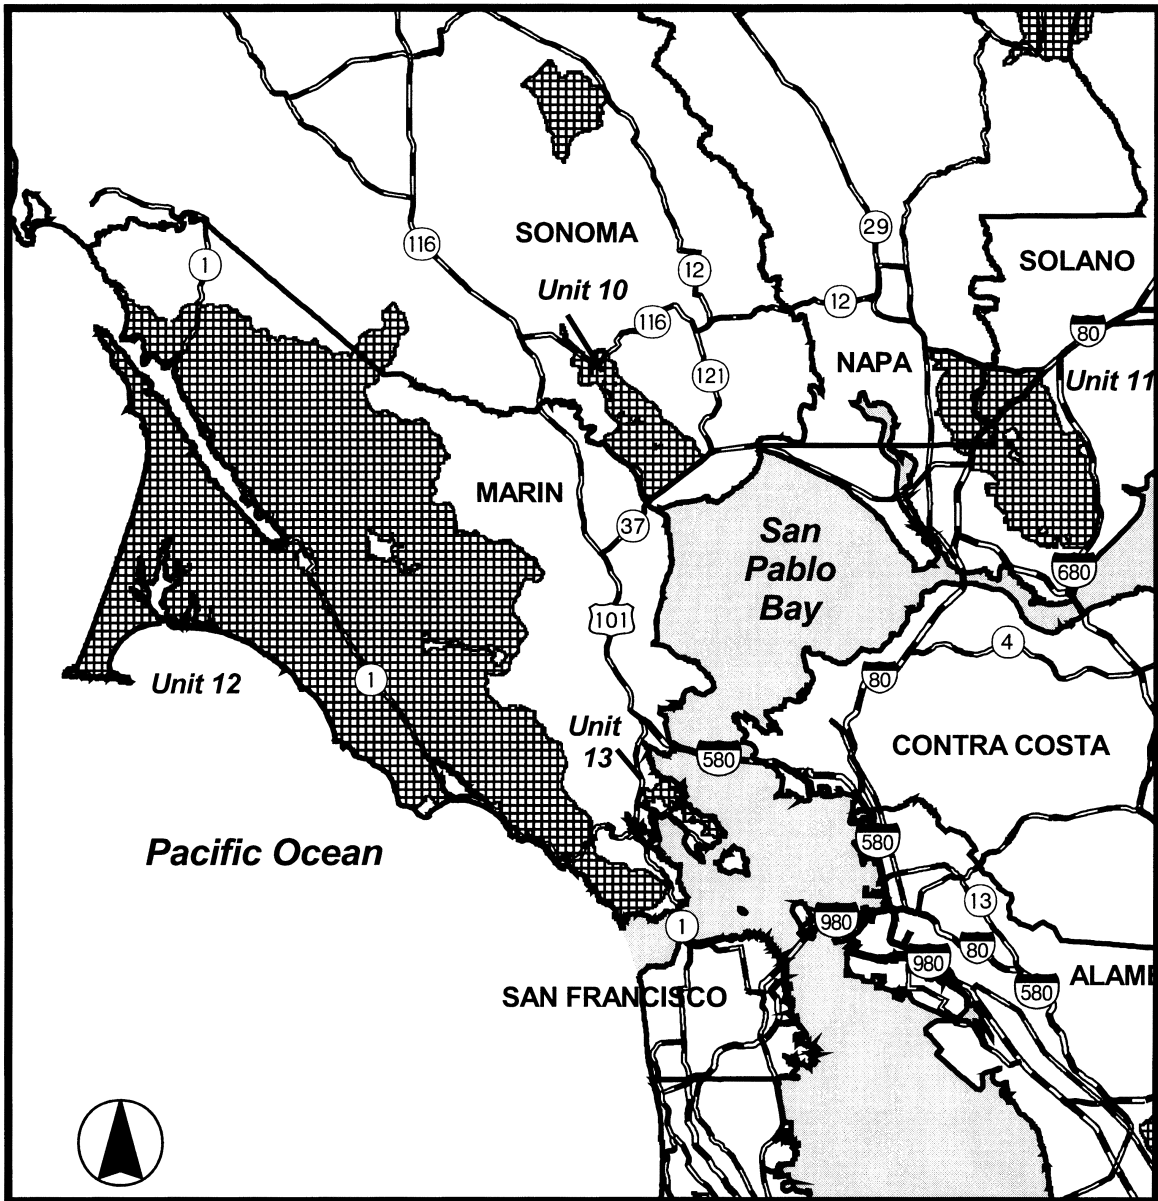 29
SONOMA
116
1
SOLANO
12
Unit 10
12
116
80
NAPA
121
Unit 11
MARIN
37
San
Pablo
Bay
680
101
4
Unit 12
1
80
Unit
13
580
CONTRA COSTA
Pacific Ocean
580
13
980
1
80
980
ALAME
580
SAN FRANCISCO